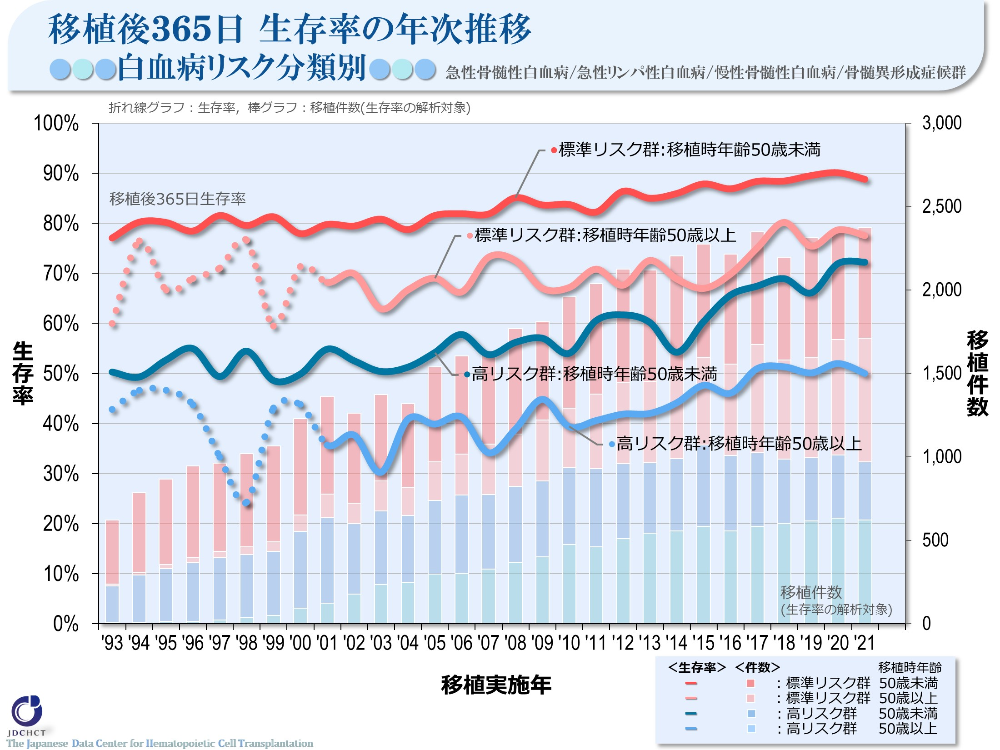 移植後365日 生存率の年次推移
白血病リスク分類別 急性骨髄性白血病/急性リンパ性白血病/慢性骨髄性白血病/骨髄異形成症候群
折れ線グラフ：生存率，棒グラフ：移植件数(生存率の解析対象)
100%
90%
80%
70%
60%
50%
40%
30%
20%
10%
0%
3,000
2,500
2,000
1,500
1,000
500
0
生存率
移植件数
移植後365日生存率
標準リスク群:移植時年齢50歳未満
標準リスク群:移植時年齢50歳以上
高リスク群:移植時年齢50歳未満
高リスク群:移植時年齢50歳以上
移植件数
(生存率の解析対象)
'93 '94 '95 '96 '97 '98 '99 '00 '01 '02 '03 '04 '05 '06 '07 '08 '09 '10 '11 '12 '13 '14 '15 '16 '17 '18 '19 '20 '21
移植実施年
＜生存率＞ ＜件数＞ 移植時年齢
：標準リスク群 50歳未満
：標準リスク群 50歳以上
：高リスク群 50歳未満
：高リスク群 50歳以上
JDCHCT
The Japanese Data Center for Hematopoietic Cell Transplantation